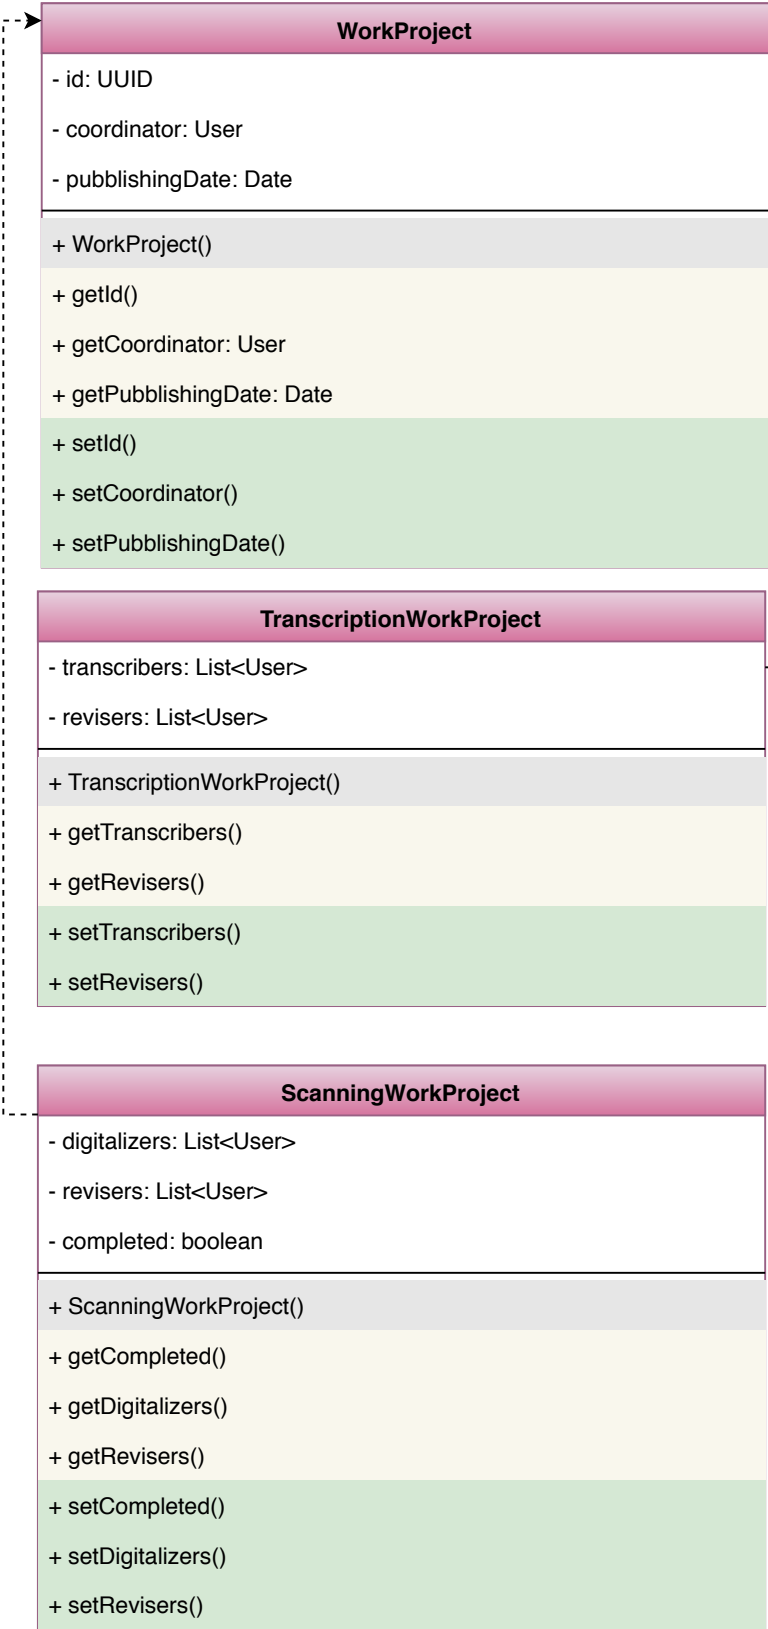 WorkProject
- id: UUID
- coordinator: User
- pubblishingDate: Date
+ WorkProject()
+ getId()
+ getCoordinator: User
+ getPubblishingDate: Date
+ setId()
+ setCoordinator()
+ setPubblishingDate()
TranscriptionWorkProject
- transcribers: List<User>
- revisers: List<User>
+ TranscriptionWorkProject()
+ getTranscribers()
+ getRevisers()
+ setTranscribers()
+ setRevisers()
ScanningWorkProject
- digitalizers: List<User>
- revisers: List<User>
- completed: boolean
+ ScanningWorkProject()
+ getCompleted()
+ getDigitalizers()
+ getRevisers()
+ setCompleted()
+ setDigitalizers()
+ setRevisers()